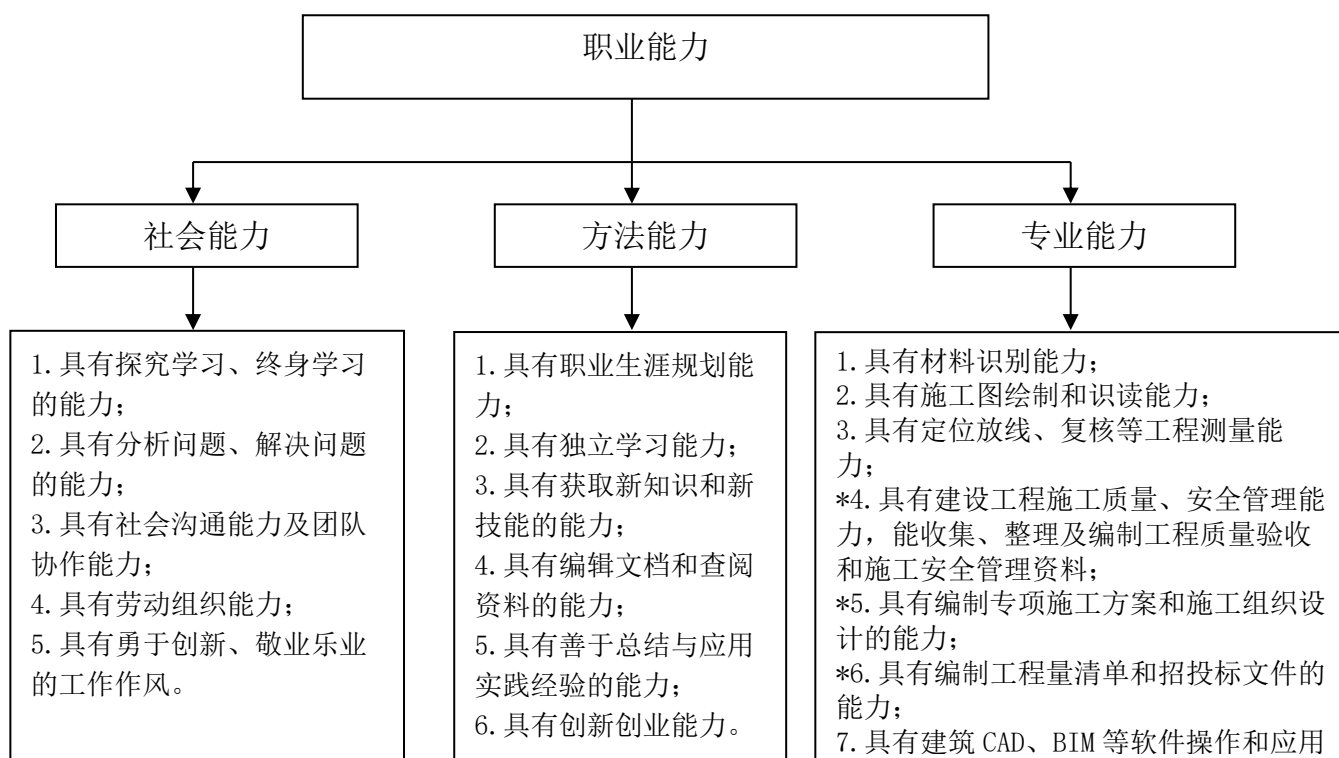 职业能力
社会能力
方法能力
专业能力
1.具有探究学习、终身学习
的能力；
2.具有分析问题、解决问题
的能力；
3.具有社会沟通能力及团队
协作能力；
4.具有劳动组织能力；
5.具有勇于创新、敬业乐业
的工作作风。
1.具有职业生涯规划能
力；
2.具有独立学习能力；
3.具有获取新知识和新
技能的能力；
4.具有编辑文档和查阅
资料的能力；
5.具有善于总结与应用
实践经验的能力；
6.具有创新创业能力。
1.具有材料识别能力；
2.具有施工图绘制和识读能力；
3.具有定位放线、复核等工程测量能
力；
*4.具有建设工程施工质量、安全管理能
力，能收集、整理及编制工程质量验收
和施工安全管理资料；
*5.具有编制专项施工方案和施工组织设
计的能力；
*6.具有编制工程量清单和招投标文件的
能力；
7.具有建筑 CAD、BIM 等软件操作和应用